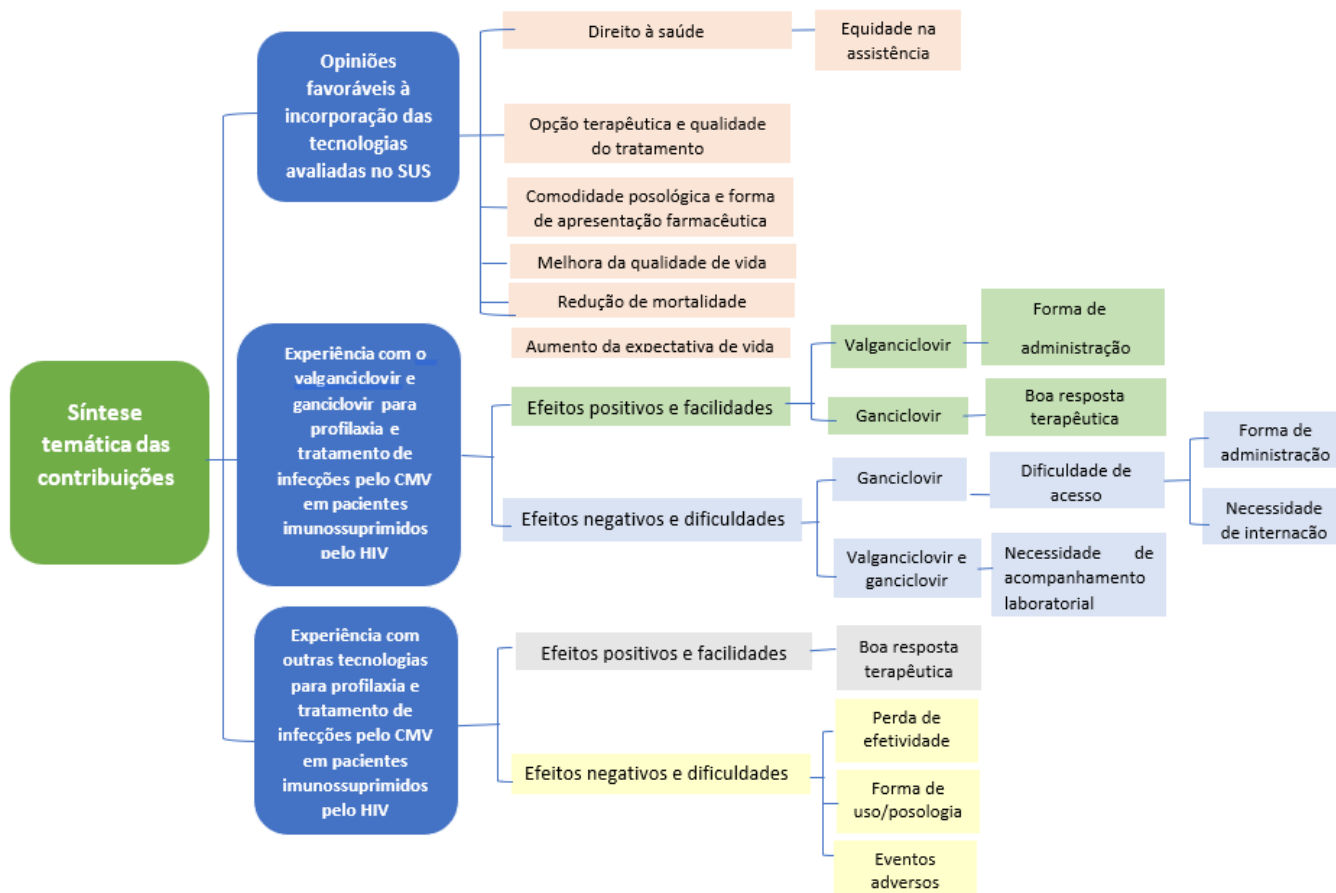 Síntese
temática das
contribuições
Opiniões
favoráveis à
incorporação das
tecnologias
avaliadas no SUS
Direito à saúde
Equidade na
assistência
Opção terapêutica e qualidade
do tratamento
Comodidade posológica e forma
de apresentação farmacêutica
Melhora da qualidade de vida
Redução de mortalidade
Aumento da expectativa de vida
Experiência com o
valganciclovir e
ganciclovir para
profilaxia e
tratamento de
infecções pelo CMV
em pacientes
imunossuprimidos
pelo HIV
Efeitos positivos e facilidades
Valganciclovir
Forma de
administração
Ganciclovir
Boa resposta
terapêutica
Efeitos negativos e dificuldades
Ganciclovir
Dificuldade de
acesso
Forma de
administração
Necessidade
de internação
Valganciclovir e
ganciclovir
Necessidade de
acompanhamento
laboratorial
Experiência com
outras tecnologias
para profilaxia e
tratamento de
infecções pelo CMV
em pacientes
imunossuprimidos
pelo HIV
Efeitos positivos e facilidades
Boa resposta
terapêutica
Efeitos negativos e dificuldades
Perda de
efetividade
Forma de
uso/posologia
Eventos
adversos